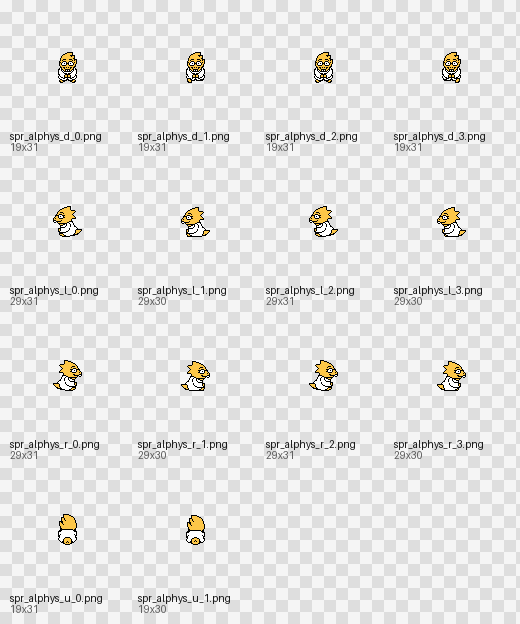 spr_alphys_d_0.png spr_alphys_d_1.png spr_alphys_d_2.png spr_alphys_d_3.png
19x31 19x31 19x31 19x31
spr_alphys_l_0.png spr_alphys_l_1.png spr_alphys_l_2.png spr_alphys_l_3.png
29x31 29x30 29x31 29x30
spr_alphys_r_0.png spr_alphys_r_1.png spr_alphys_r_2.png spr_alphys_r_3.png
29x31 29x30 29x31 29x30
spr_alphys_u_0.png spr_alphys_u_1.png
19x31 19x30